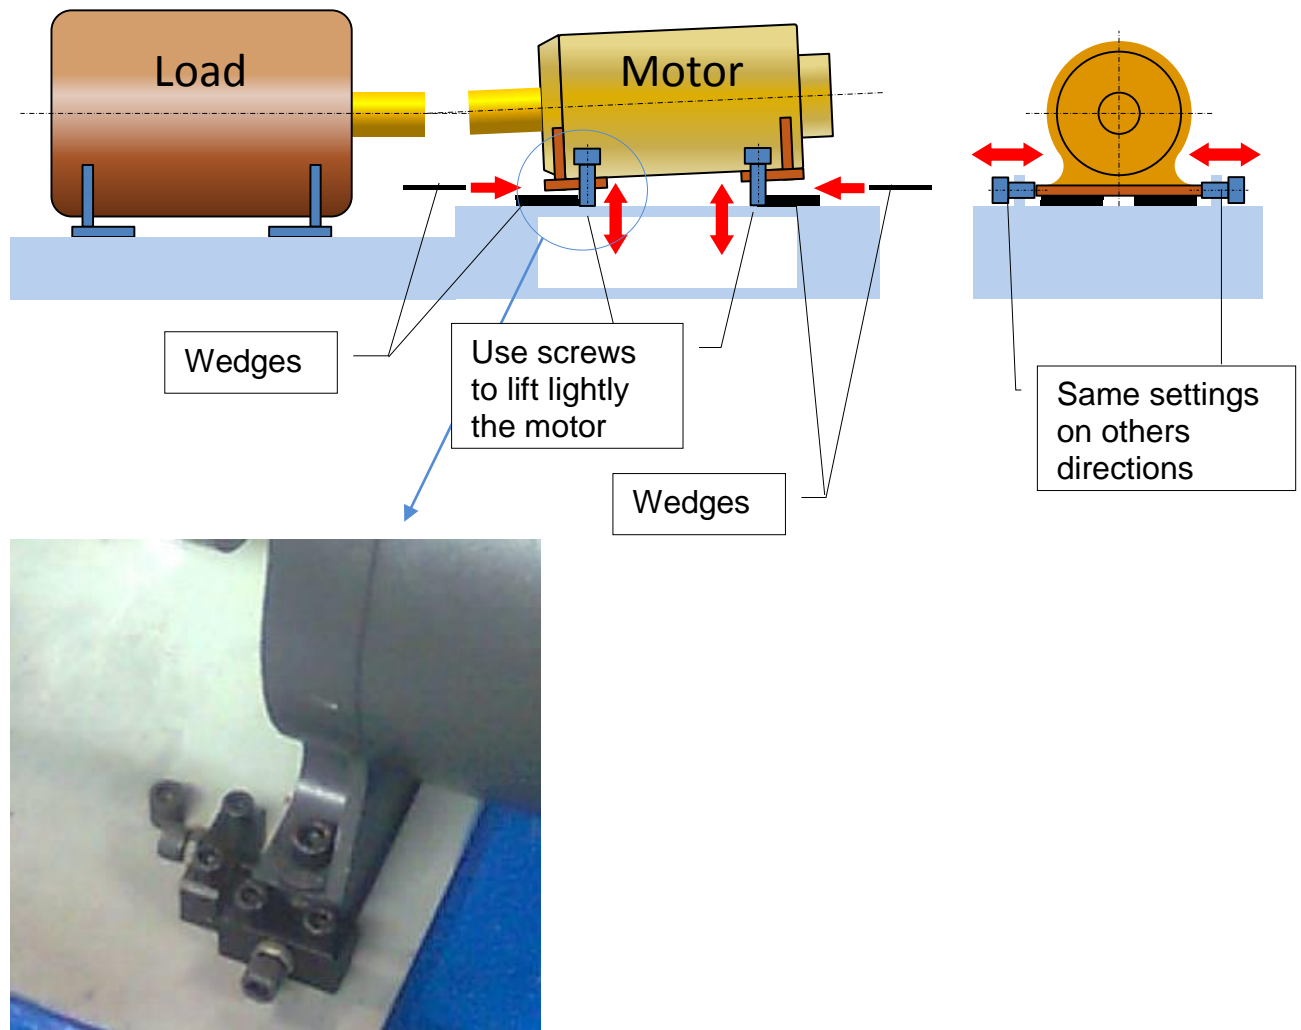 Load
Motor
Wedges
Use screws
to lift lightly
the motor
Same settings
on others
directions
Wedges